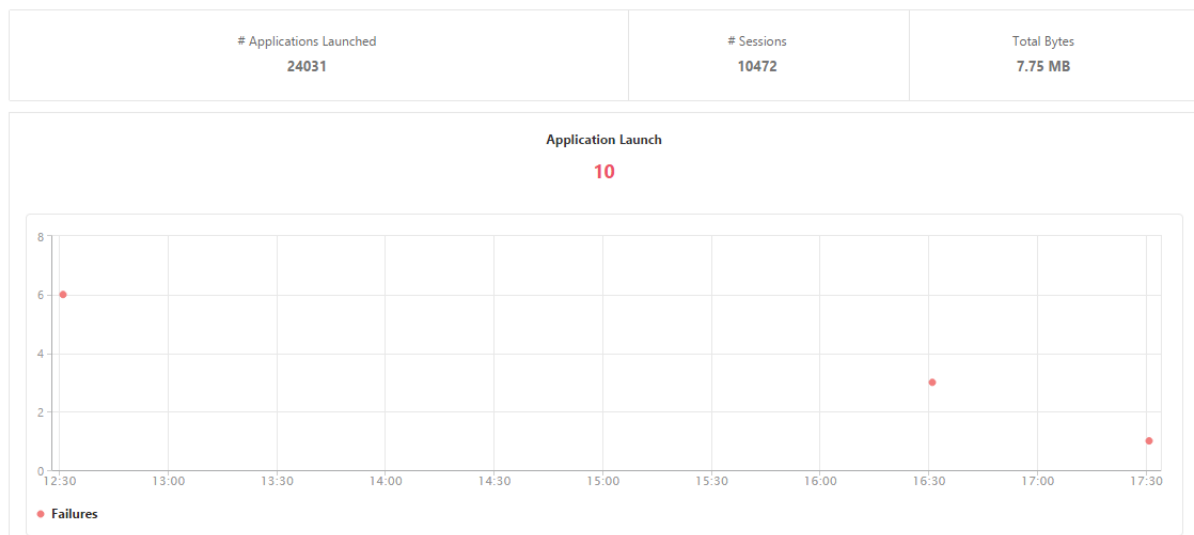 # Applications Launched # Sessions Total Bytes
24031 10472 7.75 MB
Application Launch
10
8
6
4
2
0
12:30 13:00 13:30 14:00 14:30 15:00 15:30 16:00 16:30 17:00 17:30
Failures